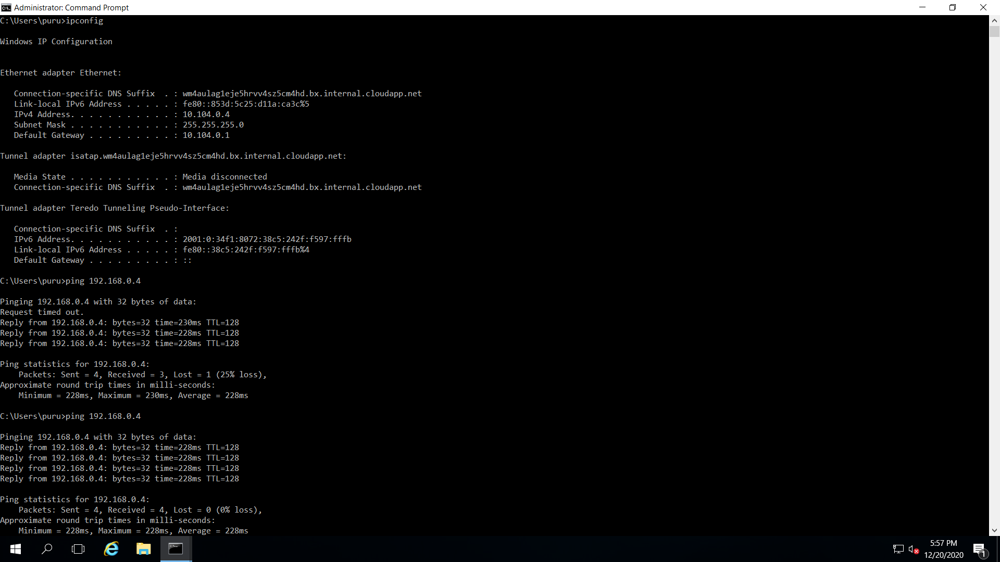 Administrator: Command Prompt
C:\Users\puru>ipconfig
Windows IP Configuration
Ethernet adapter Ethernet:
   Connection-specific DNS Suffix  . : wm4aulag1eje5hrvv4sz5cm4hd.bx.internal.cloudapp.net
   Link-local IPv6 Address . . . . . : fe80::853d:5c25:d11a:ca3c%5
   IPv4 Address. . . . . . . . . . . : 10.104.0.4
   Subnet Mask . . . . . . . . . . . : 255.255.255.0
   Default Gateway . . . . . . . . . : 10.104.0.1
Tunnel adapter isatap.wm4aulag1eje5hrvv4sz5cm4hd.bx.internal.cloudapp.net:
   Media State . . . . . . . . . . . : Media disconnected
   Connection-specific DNS Suffix  . : wm4aulag1eje5hrvv4sz5cm4hd.bx.internal.cloudapp.net
Tunnel adapter Teredo Tunneling Pseudo-Interface:
   Connection-specific DNS Suffix  . :
   IPv6 Address. . . . . . . . . . . : 2001:0:34f1:8072:38c5:242f:f597:fffb
   Link-local IPv6 Address . . . . . : fe80::38c5:242f:f597:fffb%4
   Default Gateway . . . . . . . . . : ::
C:\Users\puru>ping 192.168.0.4
Pinging 192.168.0.4 with 32 bytes of data:
Request timed out.
Reply from 192.168.0.4: bytes=32 time=230ms TTL=128
Reply from 192.168.0.4: bytes=32 time=228ms TTL=128
Reply from 192.168.0.4: bytes=32 time=228ms TTL=128
Ping statistics for 192.168.0.4:
    Packets: Sent = 4, Received = 3, Lost = 1 (25% loss),
Approximate round trip times in milli-seconds:
    Minimum = 228ms, Maximum = 230ms, Average = 228ms
C:\Users\puru>ping 192.168.0.4
Pinging 192.168.0.4 with 32 bytes of data:
Reply from 192.168.0.4: bytes=32 time=228ms TTL=128
Reply from 192.168.0.4: bytes=32 time=228ms TTL=128
Reply from 192.168.0.4: bytes=32 time=228ms TTL=128
Reply from 192.168.0.4: bytes=32 time=228ms TTL=128
Ping statistics for 192.168.0.4:
    Packets: Sent = 4, Received = 4, Lost = 0 (0% loss),
Approximate round trip times in milli-seconds:
    Minimum = 228ms, Maximum = 228ms, Average = 228ms
5:57 PM
12/20/2020
1